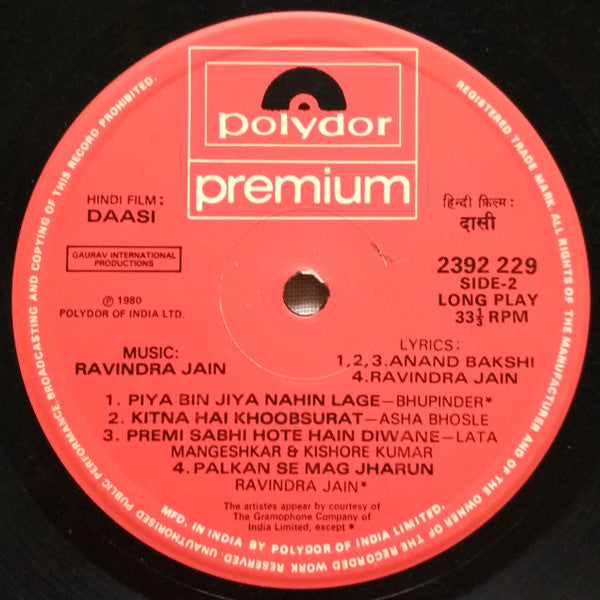 polydor
premium
HINDI FILM:
DAASI
हिन्दी फ़िल्म:
दासी
GAURAV INTERNATIONAL
PRODUCTIONS
℗ 1980
POLYDOR OF INDIA LTD.
2392 229
SIDE-2
LONG PLAY
33⅓ RPM
MUSIC:
RAVINDRA JAIN
LYRICS:
1,2,3.ANAND BAKSHI
4.RAVINDRA JAIN
1. PIYA BIN JIYA NAHIN LAGE—BHUPINDER*
2. KITNA HAI KHOOBSURAT—ASHA BHOSLE
3. PREMI SABHI HOTE HAIN DIWANE—LATA
MANGESHKAR & KISHORE KUMAR
4. PALKAN SE MAG JHARUN
RAVINDRA JAIN*
The artistes appear by courtesy of
The Gramophone Company of
India Limited, except *
MFD. IN INDIA BY POLYDOR OF INDIA LIMITED.
REGISTERED TRADE MARK-ALL RIGHTS OF THE MANUFACTURER AND OF THE OWNER OF THE RECORDED WORK RESERVED. UNAUTHORISED PUBLIC PERFORMANCE, BROADCASTING AND COPYING OF THIS RECORD PROHIBITED.